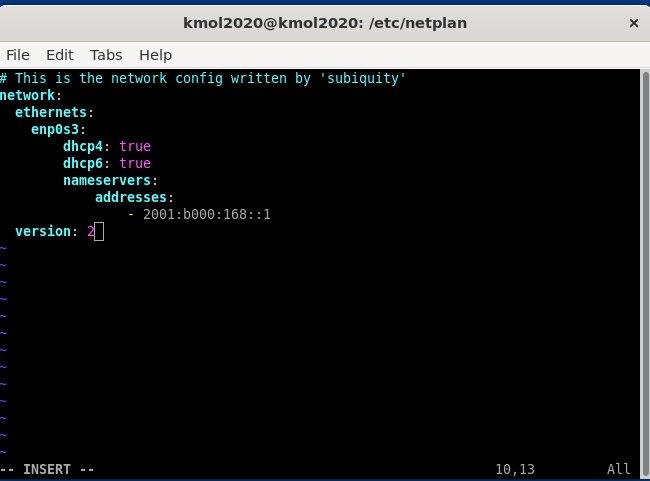 kmol2020@kmol2020: /etc/netplan ×
File Edit Tabs Help
# This is the network config written by 'subiquity'
network:
  ethernets:
    enp0s3:
        dhcp4: true
        dhcp6: true
        nameservers:
            addresses:
                - 2001:b000:168::1
  version: 2
~
~
~
~
~
~
~
~
~
~
~
~
~
-- INSERT -- 10,13 All